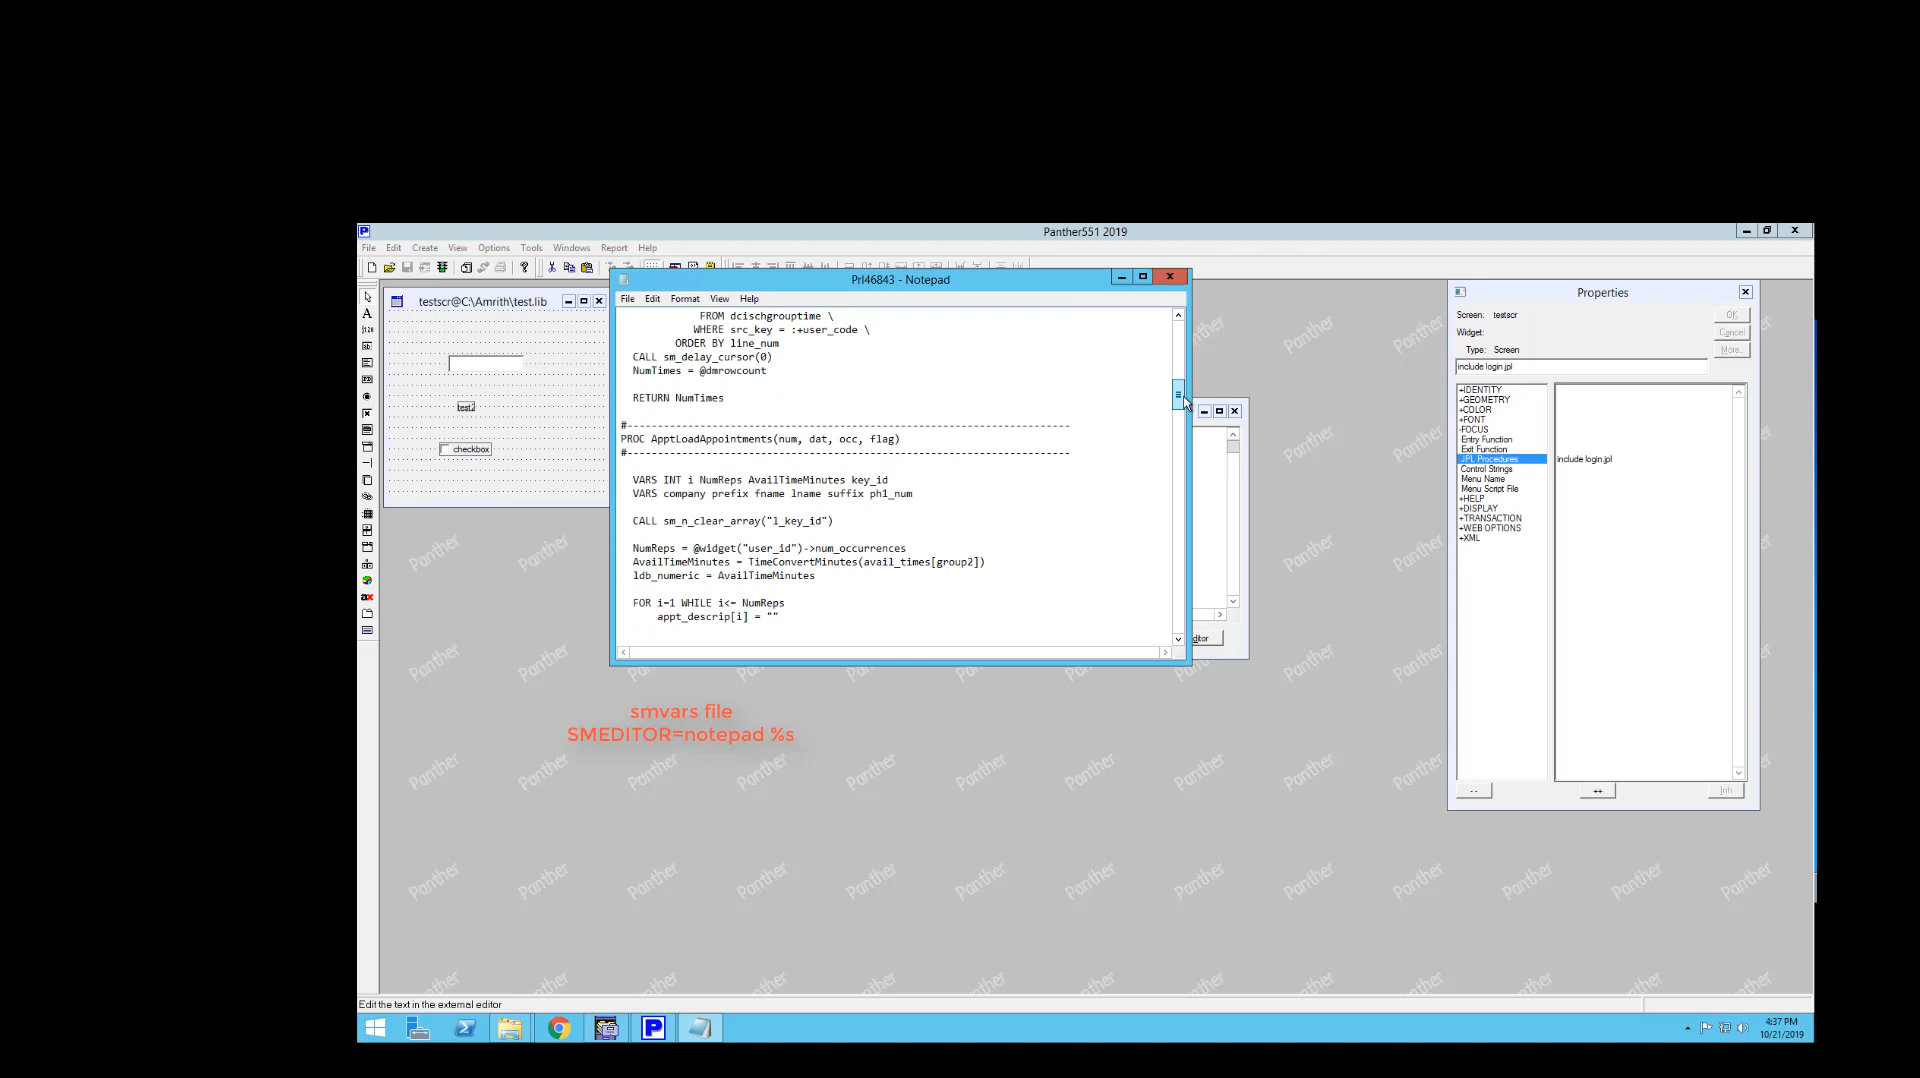 Panther551 2019
File Edit Create View Options Tools Windows Report Help
testscr@C:\Amrith\test.lib
test2
checkbox
Prl46843 - Notepad
File Edit Format View Help
FROM dcischgrouptime \
WHERE src_key = :+user_code \
ORDER BY line_num
CALL sm_delay_cursor(0)
NumTimes = @dmrowcount
RETURN NumTimes
#--------------------------------------------------------------------------
PROC ApptLoadAppointments(num, dat, occ, flag)
#--------------------------------------------------------------------------
VARS INT i NumReps AvailTimeMinutes key_id
VARS company prefix fname lname suffix ph1_num
CALL sm_n_clear_array("l_key_id")
NumReps = @widget("user_id")->num_occurrences
AvailTimeMinutes = TimeConvertMinutes(avail_times[group2])
ldb_numeric = AvailTimeMinutes
FOR i=1 WHILE i<= NumReps
appt_descrip[i] = ""
ditor
smvars file
SMEDITOR=notepad %s
Properties
Screen: testscr
Widget:
Type: Screen
OK
Cancel
More...
include login.jpl
+IDENTITY
+GEOMETRY
+COLOR
+FONT
-FOCUS
Entry Function
Exit Function
JPL Procedures
include login.jpl
Control Strings
Menu Name
Menu Script File
+HELP
+DISPLAY
+TRANSACTION
+WEB OPTIONS
+XML
--
++
Inh
Panther
Edit the text in the external editor
4:37 PM
10/21/2019